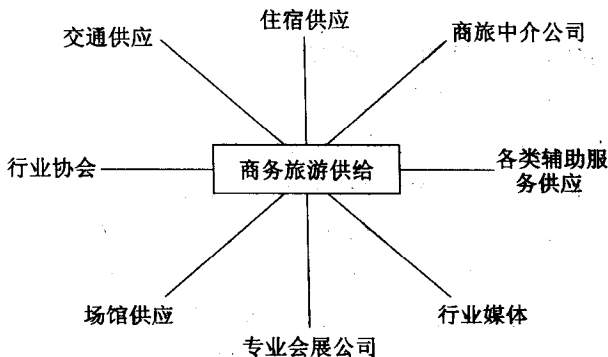 住宿供应
交通供应
商旅中介公司
行业协会
商务旅游供给
各类辅助服
务供应
场馆供应
行业媒体
专业会展公司